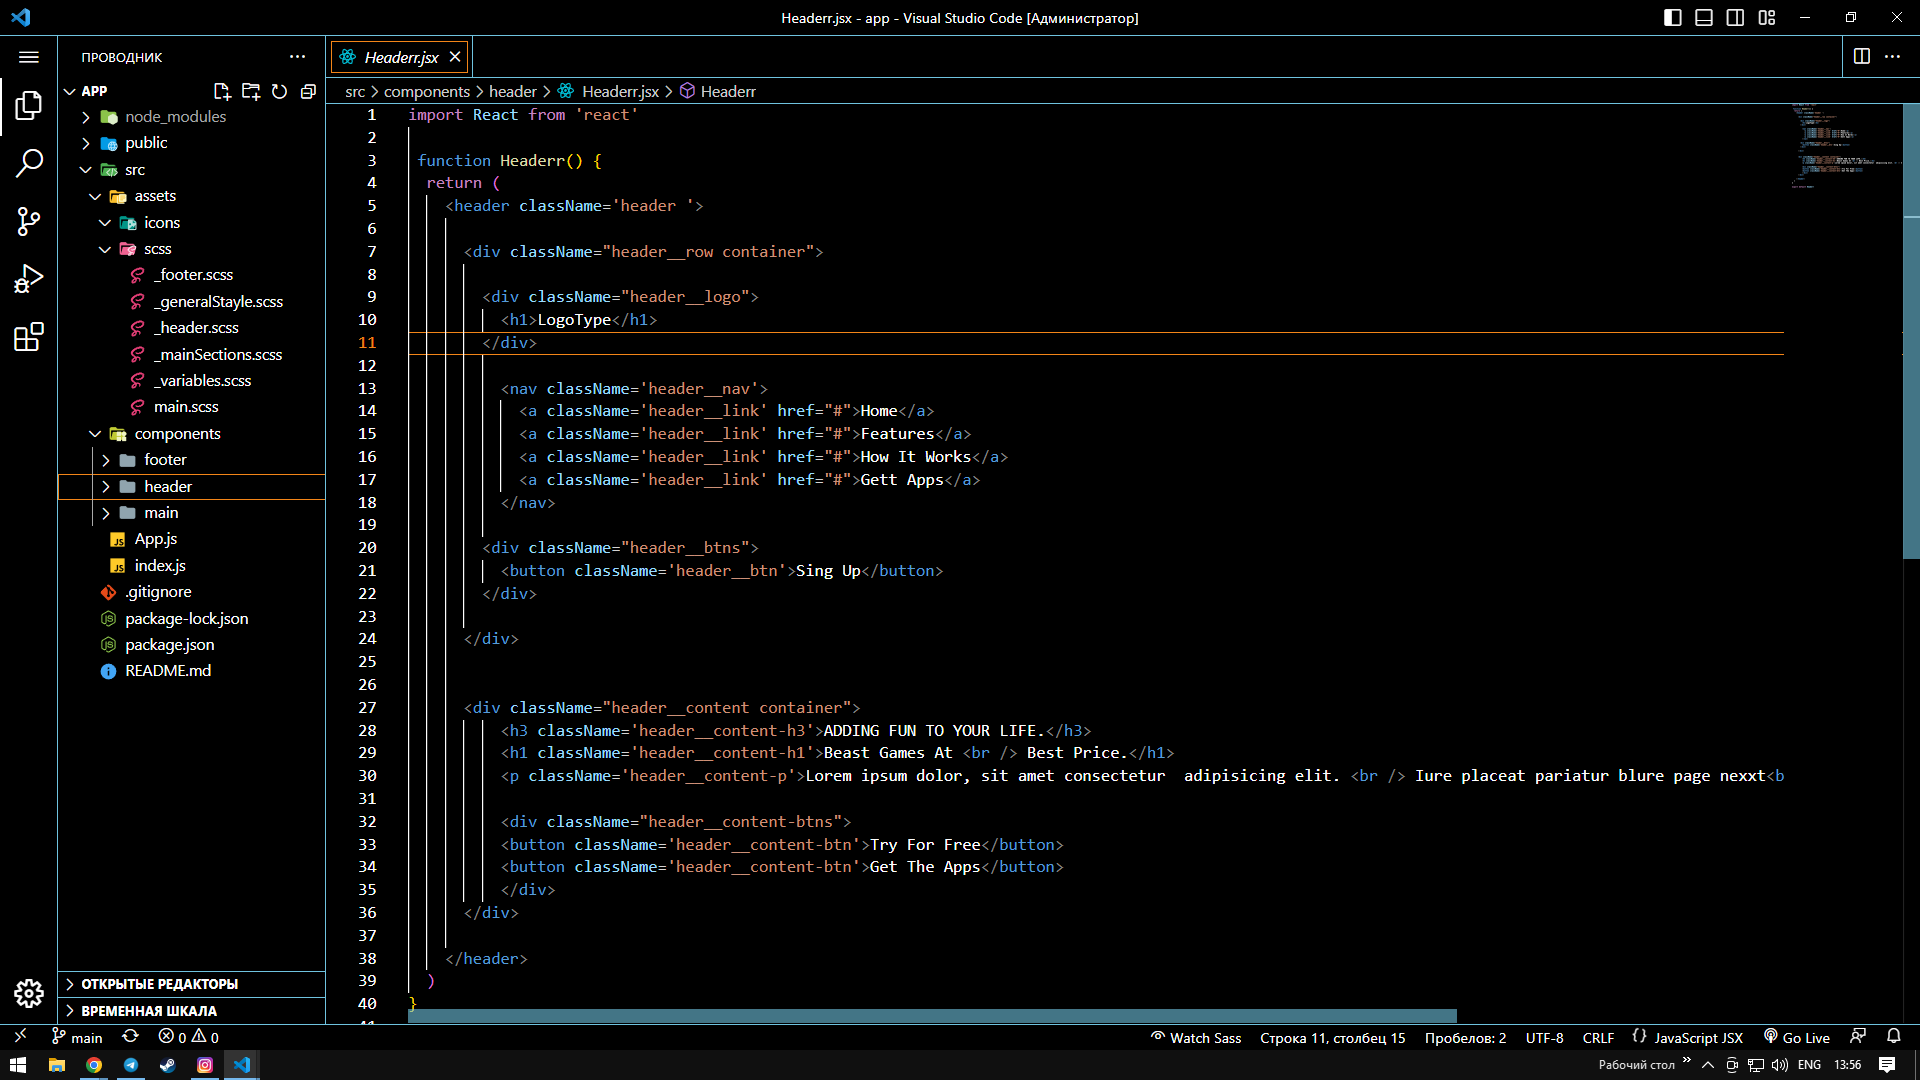 Headerr.jsx - app - Visual Studio Code [Администратор]
ПРОВОДНИК
Headerr.jsx
APP
src > components > header > Headerr.jsx > Headerr
node_modules
public
src
assets
icons
scss
_footer.scss
_generalStayle.scss
_header.scss
_mainSections.scss
_variables.scss
main.scss
components
footer
header
main
App.js
index.js
.gitignore
package-lock.json
package.json
README.md
ОТКРЫТЫЕ РЕДАКТОРЫ
ВРЕМЕННАЯ ШКАЛА
1 import React from 'react'
2
3 function Headerr() {
4 return (
5 <header className='header '>
6
7 <div className="header__row container">
8
9 <div className="header__logo">
10 <h1>LogoType</h1>
11 </div>
12
13 <nav className='header__nav'>
14 <a className='header__link' href="#">Home</a>
15 <a className='header__link' href="#">Features</a>
16 <a className='header__link' href="#">How It Works</a>
17 <a className='header__link' href="#">Gett Apps</a>
18 </nav>
19
20 <div className="header__btns">
21 <button className='header__btn'>Sing Up</button>
22 </div>
23
24 </div>
25
26
27 <div className="header__content container">
28 <h3 className='header__content-h3'>ADDING FUN TO YOUR LIFE.</h3>
29 <h1 className='header__content-h1'>Beast Games At <br /> Best Price.</h1>
30 <p className='header__content-p'>Lorem ipsum dolor, sit amet consectetur  adipisicing elit. <br /> Iure placeat pariatur blure page nexxt<b
31
32 <div className="header__content-btns">
33 <button className='header__content-btn'>Try For Free</button>
34 <button className='header__content-btn'>Get The Apps</button>
35 </div>
36 </div>
37
38 </header>
39 )
40 }
main 0 0
Watch Sass Строка 11, столбец 15 Пробелов: 2 UTF-8 CRLF {} JavaScript JSX Go Live
Рабочий стол » ENG 13:56